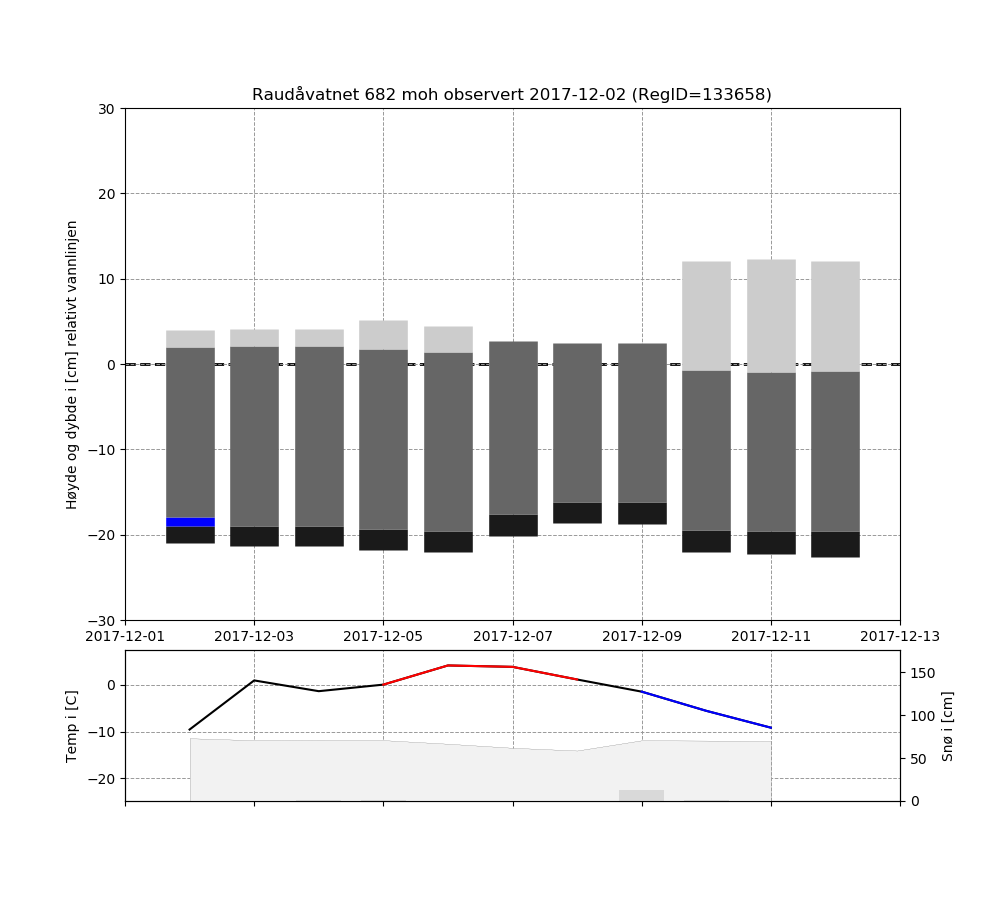 Raudåvatnet 682 moh observert 2017-12-02 (RegID=133658)
30
20
10
0
−10
−20
−30
Høyde og dybde i [cm] relativt vannlinjen
2017-12-01 2017-12-03 2017-12-05 2017-12-07 2017-12-09 2017-12-11 2017-12-13
0
−10
−20
Temp i [C]
150
100
50
0
Snø i [cm]